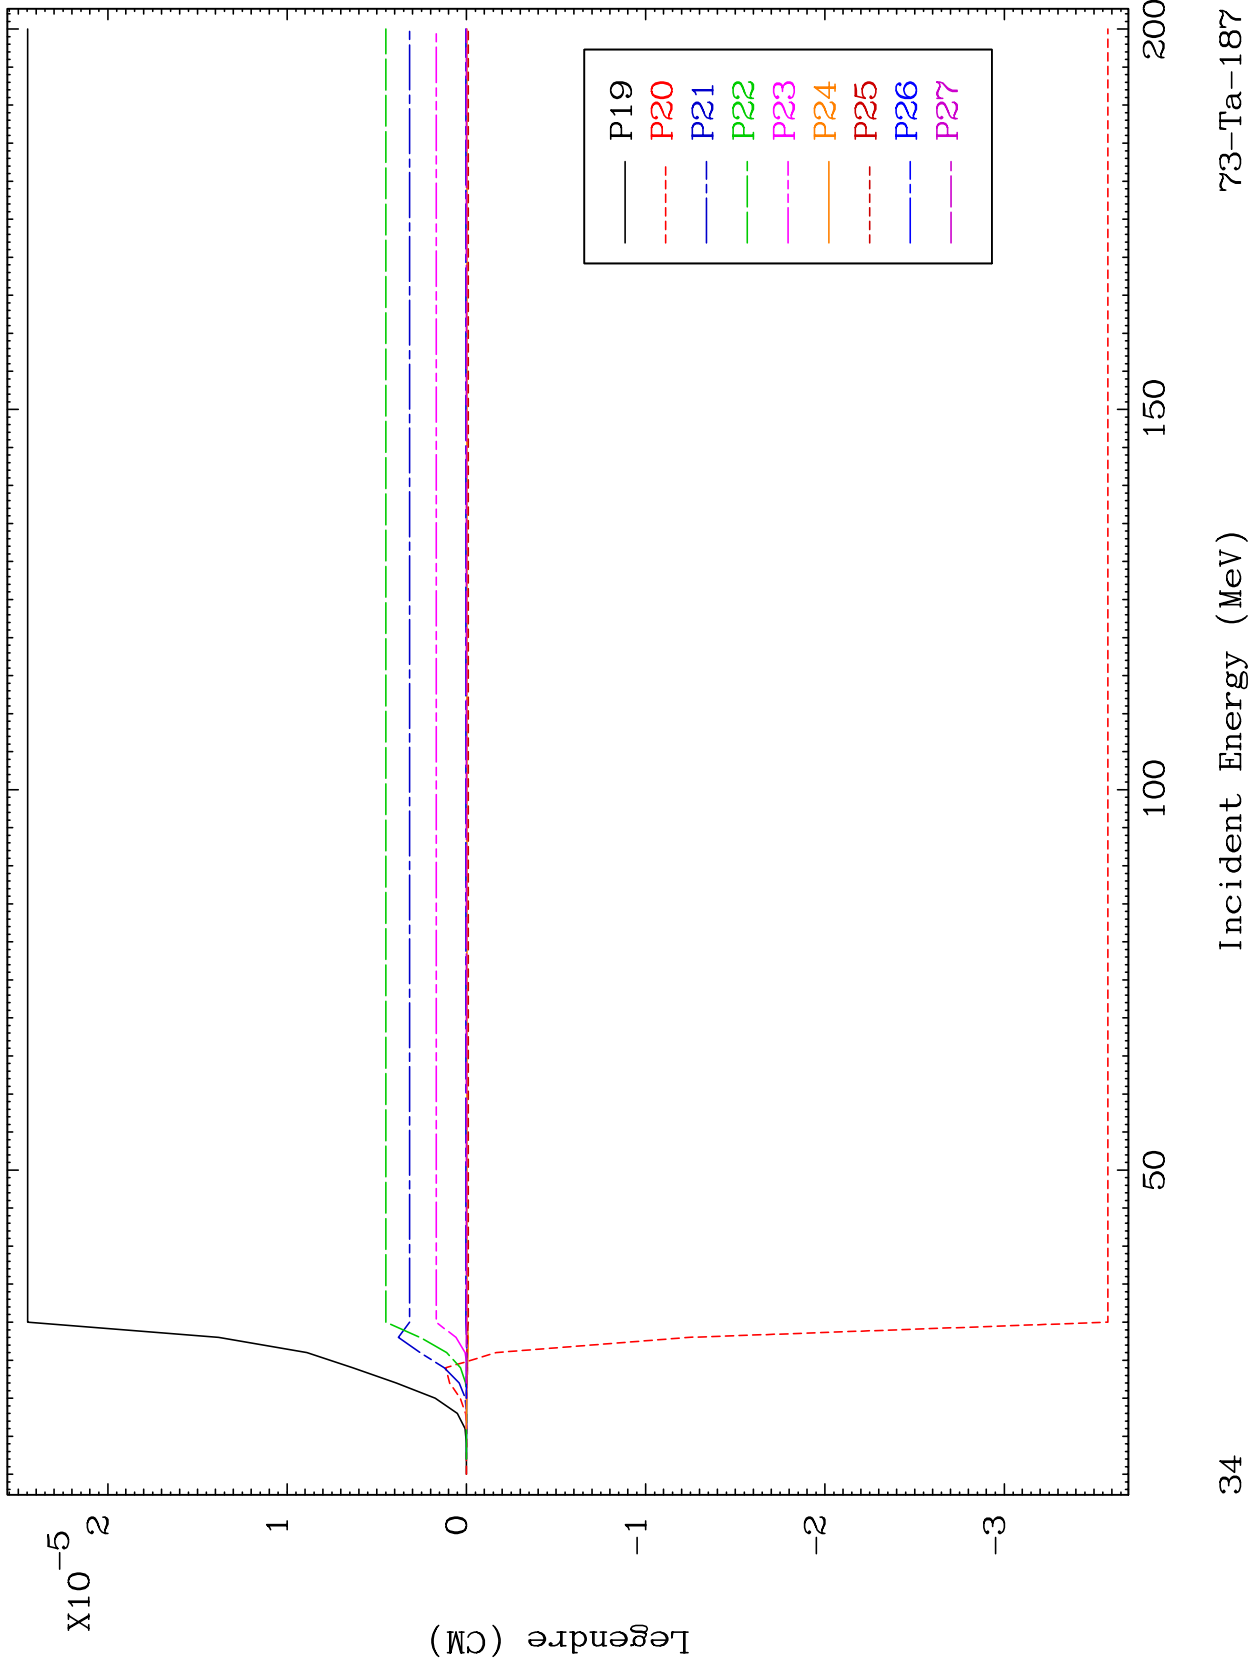 X10
-5
2
1
0
-1
-2
-3
Legendre (CM)
50
100
150
200
Incident Energy (MeV)
34
73-Ta-187
P19
P20
P21
P22
P23
P24
P25
P26
P27